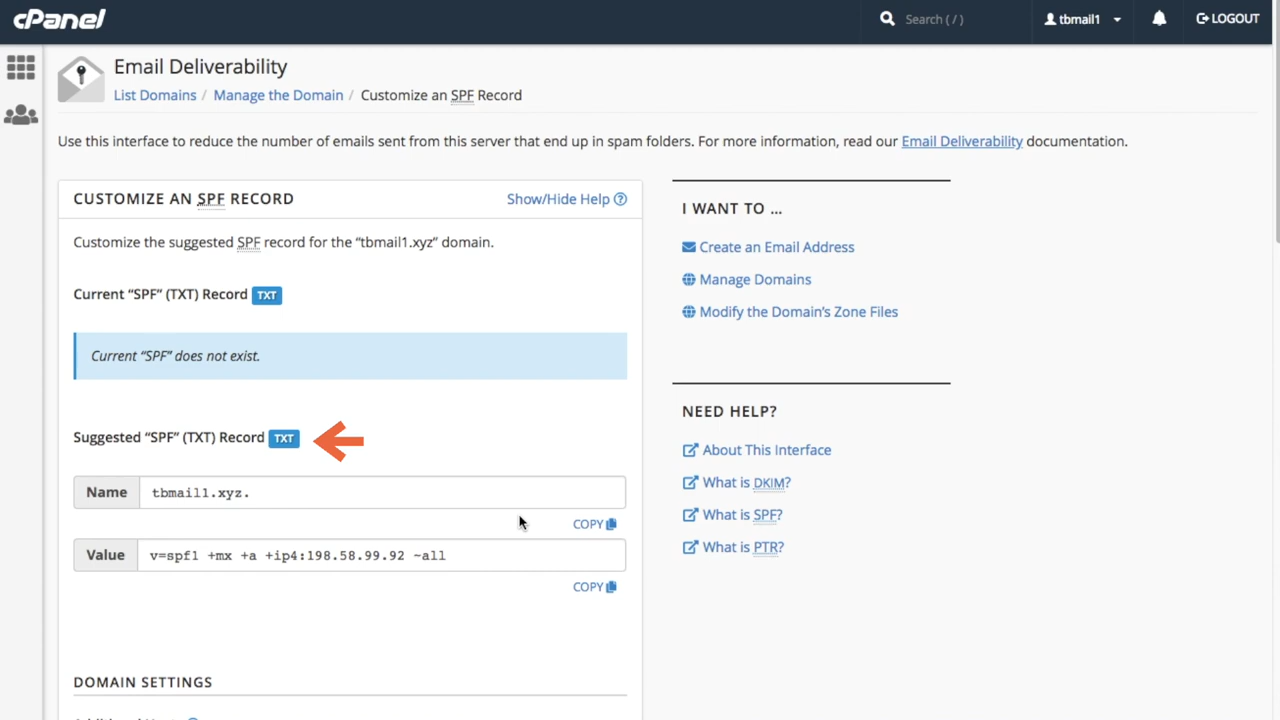 cPanel
Search ( / )
tbmail1
LOGOUT
Email Deliverability
List Domains / Manage the Domain / Customize an SPF Record
Use this interface to reduce the number of emails sent from this server that end up in spam folders. For more information, read our Email Deliverability documentation.
CUSTOMIZE AN SPF RECORD
Show/Hide Help
Customize the suggested SPF record for the “tbmail1.xyz” domain.
Current “SPF” (TXT) Record TXT
Current “SPF” does not exist.
Suggested “SPF” (TXT) Record TXT
Name tbmail1.xyz.
COPY
Value v=spf1 +mx +a +ip4:198.58.99.92 ~all
COPY
DOMAIN SETTINGS
I WANT TO ...
Create an Email Address
Manage Domains
Modify the Domain’s Zone Files
NEED HELP?
About This Interface
What is DKIM?
What is SPF?
What is PTR?